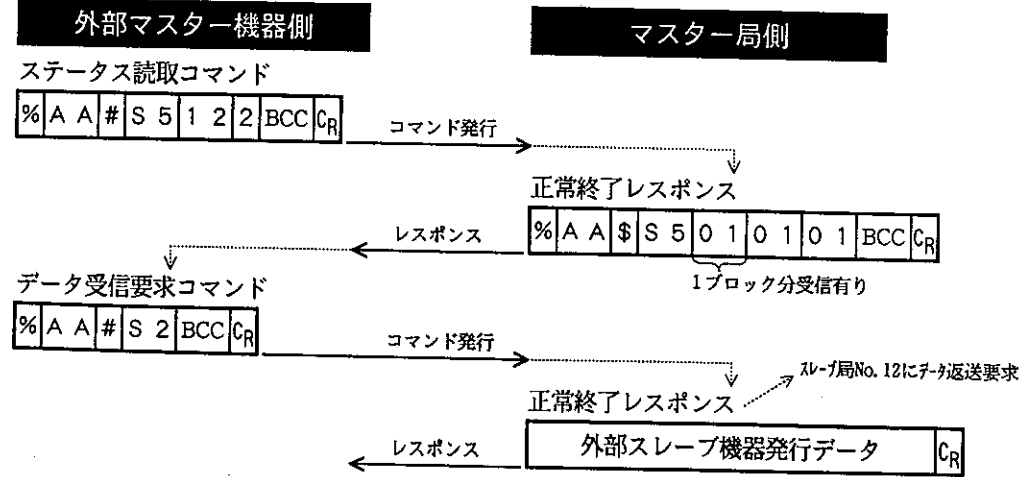 外部マスター機器側
マスター局側
ステータス読取コマンド
%AA#S5122BCCCR
コマンド発行
正常終了レスポンス
%AA$S5010101BCCCR
レスポンス
1ブロック分受信有り
データ受信要求コマンド
%AA#S2BCCCR
コマンド発行
スレーブ局No.12にデータ返送要求
正常終了レスポンス
外部スレーブ機器発行データCR
レスポンス